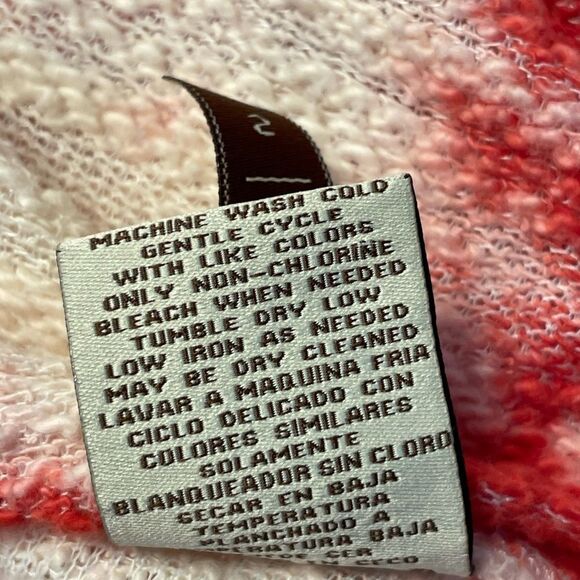 MACHINE WASH COLD
GENTLE CYCLE
WITH LIKE COLORS
ONLY NON-CHLORINE
BLEACH WHEN NEEDED
TUMBLE DRY LOW
LOW IRON AS NEEDED
MAY BE DRY CLEANED
LAVAR A MAQUINA FRIA
CICLO DELICADO CON
COLORES SIMILARES
SOLAMENTE
BLANQUEADOR SIN CLORO
SECAR EN BAJA
TEMPERATURA
PLANCHADO A
BAJA
SER